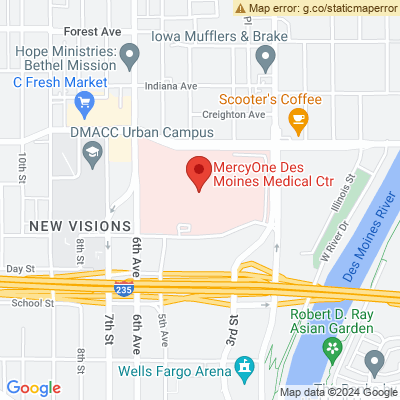 Map error: g.co/staticmaperror
Forest Ave
Iowa Mufflers & Brake
Pl
Hope Ministries:
Bethel Mission
C Fresh Market
Indiana Ave
Creighton Ave
Scooter's Coffee
DMACC Urban Campus
10th St
MercyOne Des
Moines Medical Ctr
Illinois St
W River Dr
Des Moines River
NEW VISIONS
8th St
6th Ave
Day St
235
School St
7th St
6th Ave
5th Ave
3rd St
8th St
Robert D. Ray
Asian Garden
Wells Fargo Arena
Google
Map data ©2024 Google